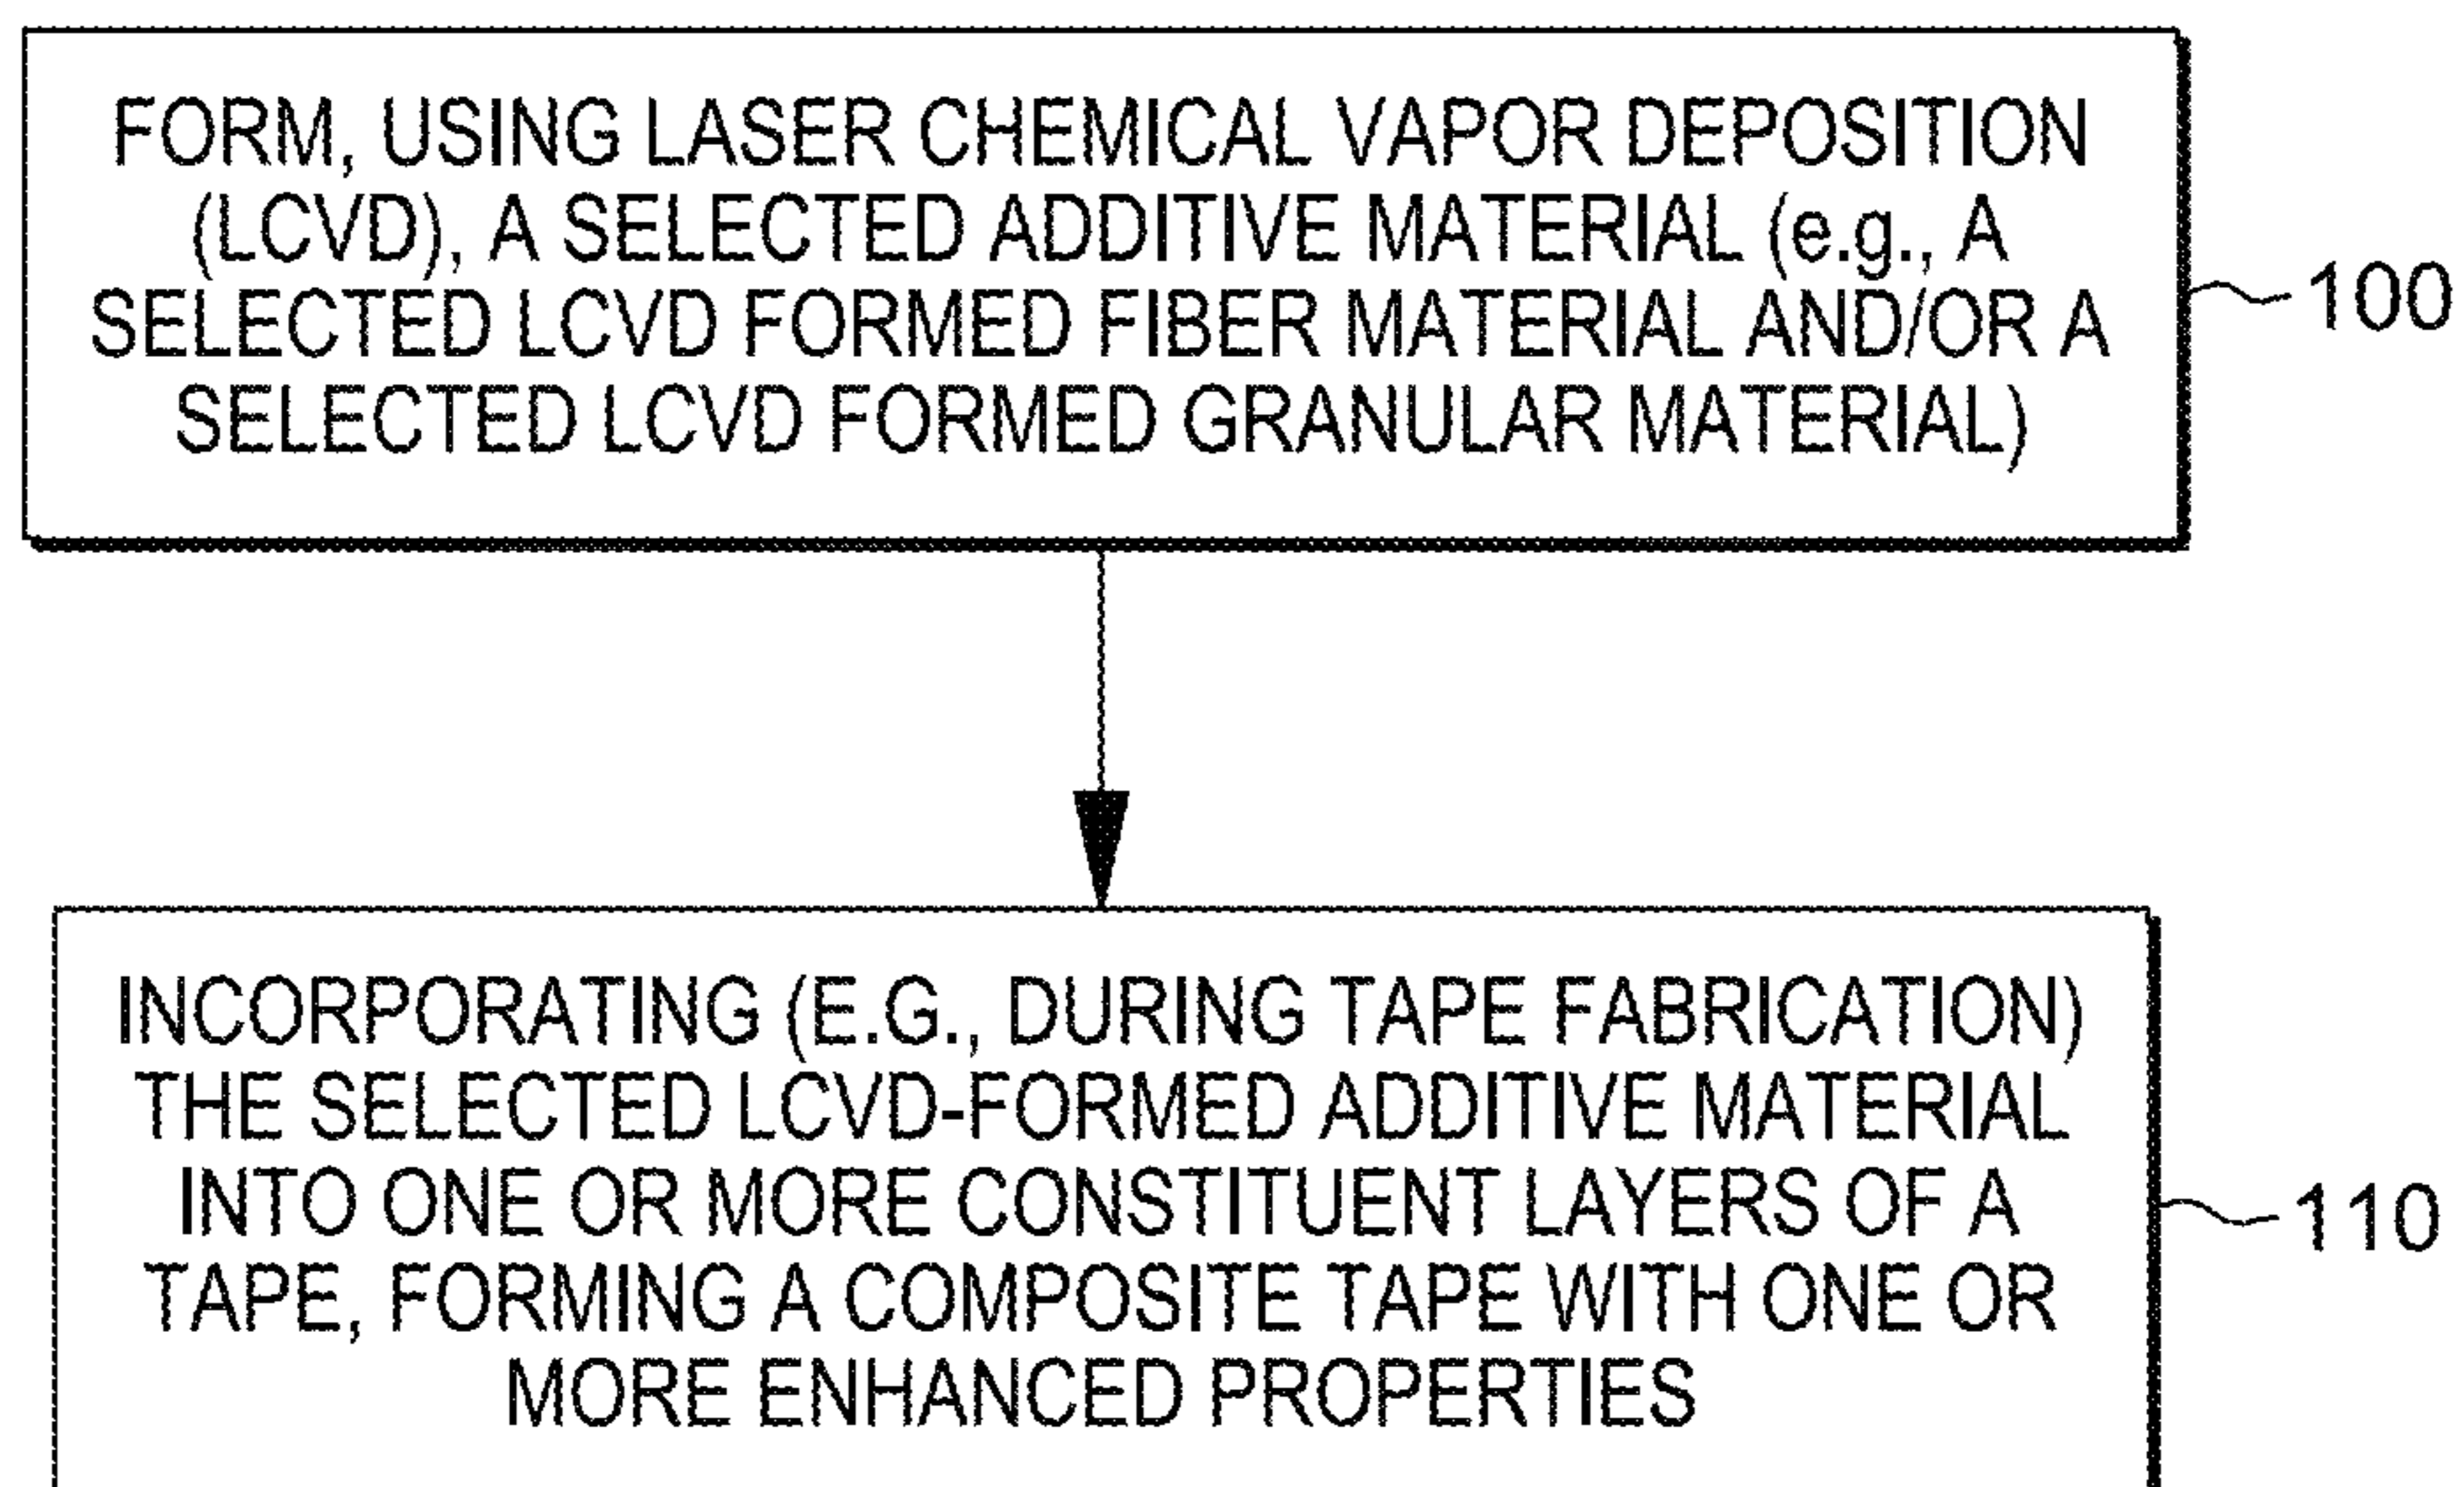 FORM, USING LASER CHEMICAL VAPOR DEPOSITION
(LCVD), A SELECTED ADDITIVE MATERIAL (e.g., A
SELECTED LCVD FORMED FIBER MATERIAL AND/OR A
SELECTED LCVD FORMED GRANULAR MATERIAL)
100
INCORPORATING (E.G., DURING TAPE FABRICATION)
THE SELECTED LCVD-FORMED ADDITIVE MATERIAL
INTO ONE OR MORE CONSTITUENT LAYERS OF A
TAPE, FORMING A COMPOSITE TAPE WITH ONE OR
MORE ENHANCED PROPERTIES
110